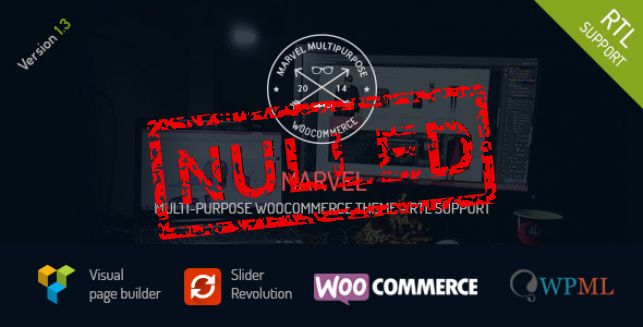 Version 1.3
RTL
SUPPORT
MARVEL MULTIPURPOSE
20 14
WOOCOMMERCE
NULLED
MARVEL
MULTI-PURPOSE WOOCOMMERCE THEME - RTL SUPPORT
Visual
page builder
Slider
Revolution
WOO COMMERCE
WPML